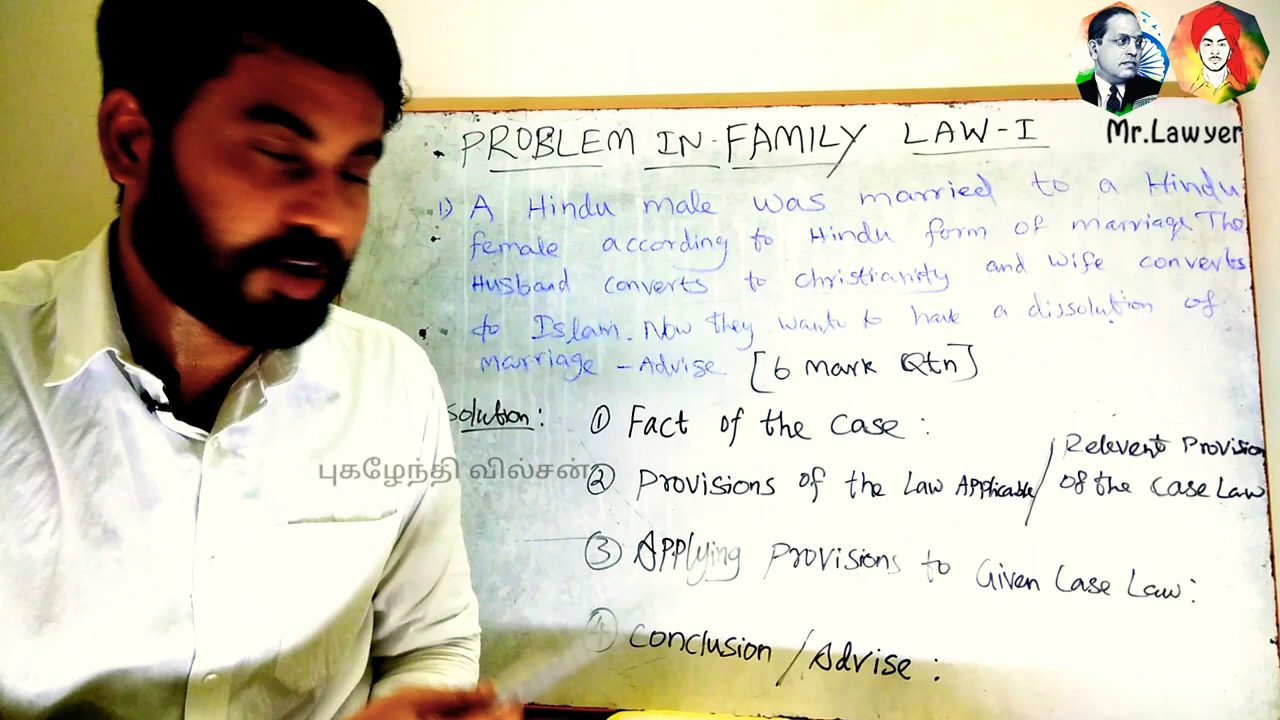 PROBLEM IN FAMILY LAW-I
Mr.Lawyer
1) A Hindu male was married to a Hindu
female according to Hindu form of marriage. The
Husband converts to christianity and wife converts
to Islam. Now they wants to have a dissolution of
marriage - Advise. [6 mark Qtn]
Solution: ① Fact of the case:
புகழேந்தி வில்சன்
② Provisions of the Law Applicable / Relevent Provision
of the case Law
③ Applying Provisions to Given Case Law:
④ Conclusion / Advise: